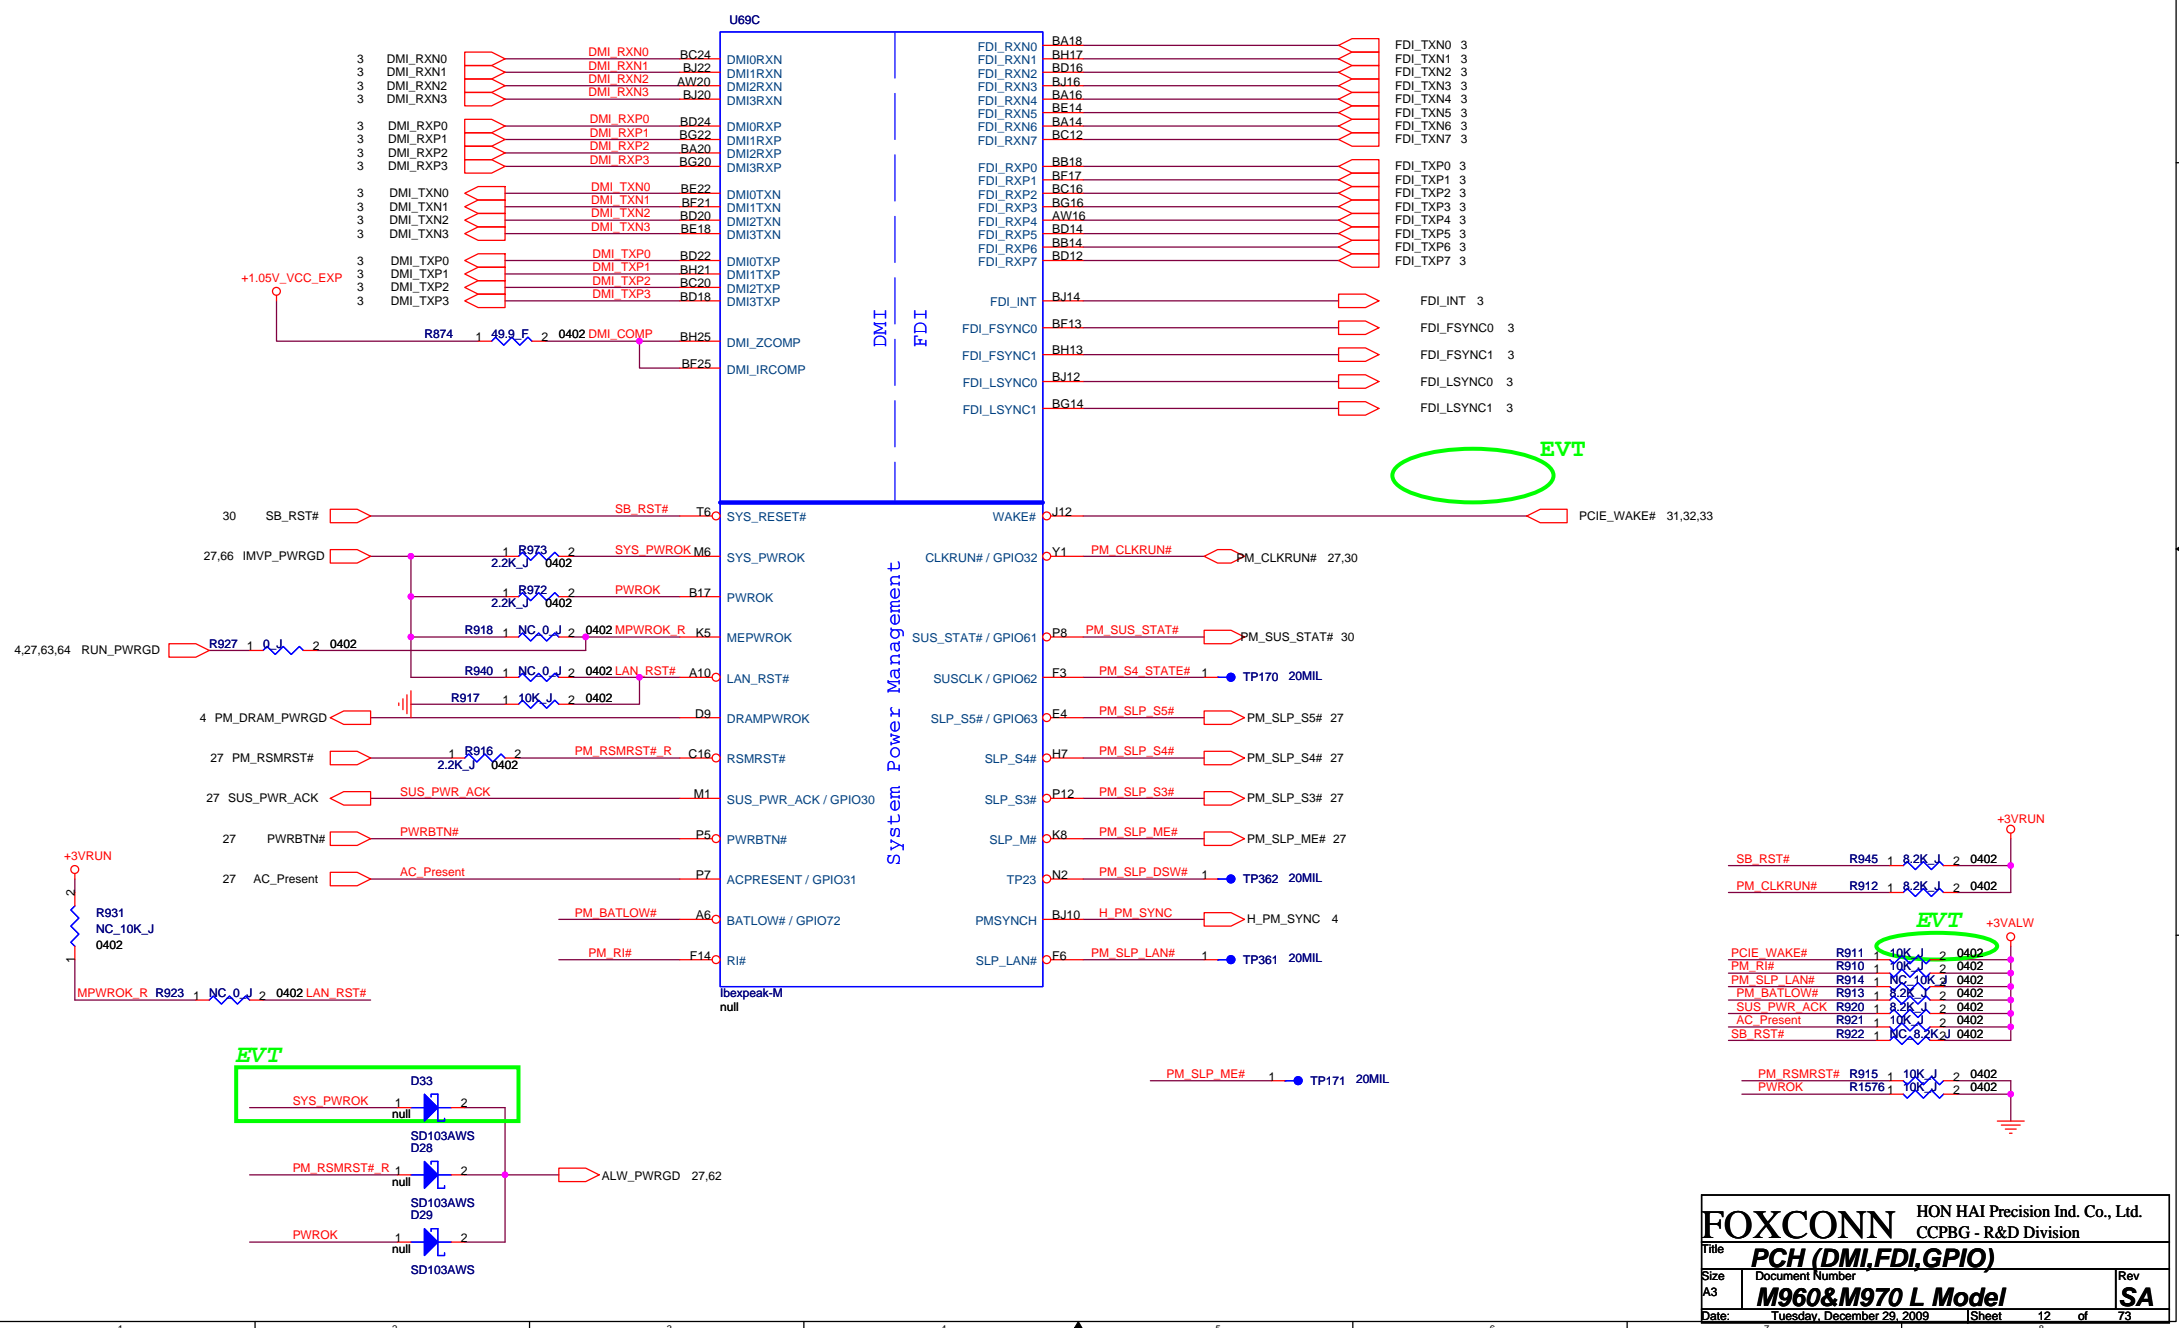 U69C
3 DMI_RXN0 DMI_RXN0 BC24 DMI0RXN
3 DMI_RXN1 DMI_RXN1 BJ22 DMI1RXN
3 DMI_RXN2 DMI_RXN2 AW20 DMI2RXN
3 DMI_RXN3 DMI_RXN3 BJ20 DMI3RXN
3 DMI_RXP0 DMI_RXP0 BD24 DMI0RXP
3 DMI_RXP1 DMI_RXP1 BG22 DMI1RXP
3 DMI_RXP2 DMI_RXP2 BA20 DMI2RXP
3 DMI_RXP3 DMI_RXP3 BG20 DMI3RXP
3 DMI_TXN0 DMI_TXN0 BE22 DMI0TXN
3 DMI_TXN1 DMI_TXN1 BF21 DMI1TXN
3 DMI_TXN2 DMI_TXN2 BD20 DMI2TXN
3 DMI_TXN3 DMI_TXN3 BE18 DMI3TXN
3 DMI_TXP0 DMI_TXP0 BD22 DMI0TXP
3 DMI_TXP1 DMI_TXP1 BH21 DMI1TXP
3 DMI_TXP2 DMI_TXP2 BC20 DMI2TXP
3 DMI_TXP3 DMI_TXP3 BD18 DMI3TXP
+1.05V_VCC_EXP
R874 1 49.9_F 2 0402 DMI_COMP BH25 DMI_ZCOMP
BF25 DMI_IRCOMP
DMI
FDI
FDI_RXN0 BA18 FDI_TXN0 3
FDI_RXN1 BH17 FDI_TXN1 3
FDI_RXN2 BD16 FDI_TXN2 3
FDI_RXN3 BJ16 FDI_TXN3 3
FDI_RXN4 BA16 FDI_TXN4 3
FDI_RXN5 BE14 FDI_TXN5 3
FDI_RXN6 BA14 FDI_TXN6 3
FDI_RXN7 BC12 FDI_TXN7 3
FDI_RXP0 BB18 FDI_TXP0 3
FDI_RXP1 BF17 FDI_TXP1 3
FDI_RXP2 BC16 FDI_TXP2 3
FDI_RXP3 BG16 FDI_TXP3 3
FDI_RXP4 AW16 FDI_TXP4 3
FDI_RXP5 BD14 FDI_TXP5 3
FDI_RXP6 BB14 FDI_TXP6 3
FDI_RXP7 BD12 FDI_TXP7 3
FDI_INT BJ14 FDI_INT 3
FDI_FSYNC0 BF13 FDI_FSYNC0 3
FDI_FSYNC1 BH13 FDI_FSYNC1 3
FDI_LSYNC0 BJ12 FDI_LSYNC0 3
FDI_LSYNC1 BG14 FDI_LSYNC1 3
EVT
30 SB_RST# SB_RST# T6 SYS_RESET#
27,66 IMVP_PWRGD 1 R973 2 2.2K_J 0402 SYS_PWROK M6 SYS_PWROK
1 R972 2 2.2K_J 0402 PWROK B17 PWROK
R918 1 NC_0_J 2 0402 MPWROK_R K5 MEPWROK
4,27,63,64 RUN_PWRGD R927 1 0_J 2 0402
R940 1 NC_0_J 2 0402 LAN_RST# A10 LAN_RST#
R917 1 10K_J 2 0402
4 PM_DRAM_PWRGD D9 DRAMPWROK
27 PM_RSMRST# 1 R916 2 2.2K_J 0402 PM_RSMRST#_R C16 RSMRST#
27 SUS_PWR_ACK SUS_PWR_ACK M1 SUS_PWR_ACK / GPIO30
27 PWRBTN# PWRBTN# P5 PWRBTN#
27 AC_Present AC_Present P7 ACPRESENT / GPIO31
PM_BATLOW# A6 BATLOW# / GPIO72
PM_RI# F14 RI#
System Power Management
WAKE# J12 PCIE_WAKE# 31,32,33
CLKRUN# / GPIO32 Y1 PM_CLKRUN# PM_CLKRUN# 27,30
SUS_STAT# / GPIO61 P8 PM_SUS_STAT# PM_SUS_STAT# 30
SUSCLK / GPIO62 F3 PM_S4_STATE# 1 TP170 20MIL
SLP_S5# / GPIO63 E4 PM_SLP_S5# PM_SLP_S5# 27
SLP_S4# H7 PM_SLP_S4# PM_SLP_S4# 27
SLP_S3# P12 PM_SLP_S3# PM_SLP_S3# 27
SLP_M# K8 PM_SLP_ME# PM_SLP_ME# 27
TP23 N2 PM_SLP_DSW# 1 TP362 20MIL
PMSYNCH BJ10 H_PM_SYNC H_PM_SYNC 4
SLP_LAN# F6 PM_SLP_LAN# 1 TP361 20MIL
Ibexpeak-M
null
+3VRUN
2
R931
NC_10K_J
0402
1
MPWROK_R R923 1 NC_0_J 2 0402 LAN_RST#
+3VRUN
SB_RST# R945 1 8.2K_J 2 0402
PM_CLKRUN# R912 1 8.2K_J 2 0402
EVT +3VALW
PCIE_WAKE# R911 1 10K_J 2 0402
PM_RI# R910 1 10K_J 2 0402
PM_SLP_LAN# R914 1 NC_10K_J 2 0402
PM_BATLOW# R913 1 8.2K_J 2 0402
SUS_PWR_ACK R920 1 8.2K_J 2 0402
AC_Present R921 1 10K_J 2 0402
SB_RST# R922 1 NC_8.2K_J 2 0402
PM_RSMRST# R915 1 10K_J 2 0402
PWROK R1576 1 10K_J 2 0402
PM_SLP_ME# 1 TP171 20MIL
EVT
D33
SYS_PWROK 1 2
null
SD103AWS
D28
PM_RSMRST#_R 1 2
null
ALW_PWRGD 27,62
SD103AWS
D29
PWROK 1 2
null
SD103AWS
FOXCONN HON HAI Precision Ind. Co., Ltd.
CCPBG - R&D Division
Title PCH (DMI,FDI,GPIO)
Size A3 Document Number M960&M970 L Model Rev SA
Date: Tuesday, December 29, 2009 Sheet 12 of 73